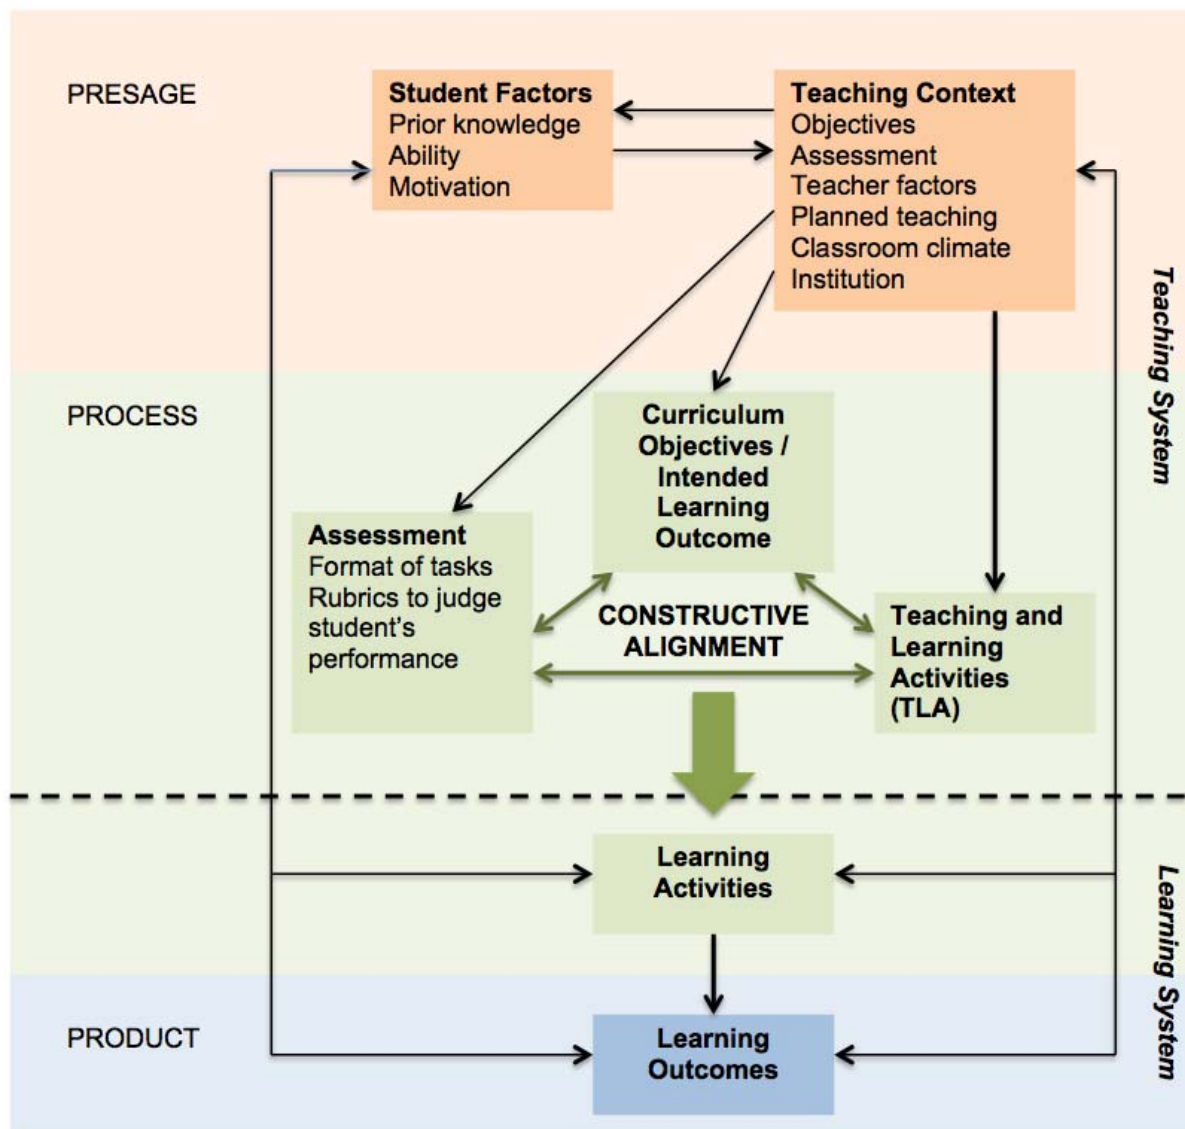 PRESAGE
Student Factors
Prior knowledge
Ability
Motivation
Teaching Context
Objectives
Assessment
Teacher factors
Planned teaching
Classroom climate
Institution
Teaching System
PROCESS
Curriculum
Objectives /
Intended
Learning
Outcome
Assessment
Format of tasks
Rubrics to judge
student's
performance
CONSTRUCTIVE
ALIGNMENT
Teaching and
Learning
Activities
(TLA)
Learning
Activities
Learning System
PRODUCT
Learning
Outcomes